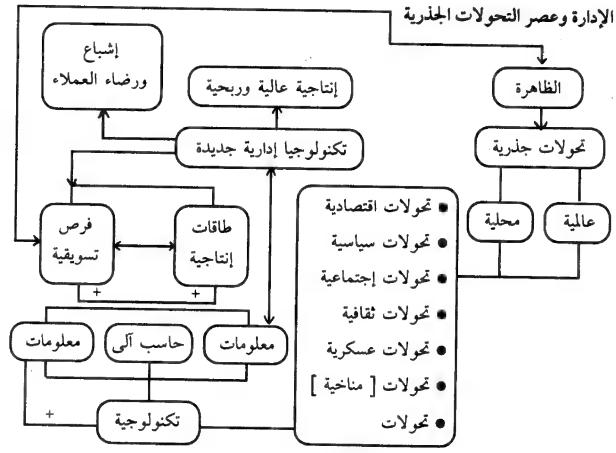 الإدارة وعصر التحولات الجذرية
إشباع
ورضاء العملاء
إنتاجية عالية وربحية
الظاهرة
تكنولوجيا إدارية جديدة
تحولات جذرية
فرص
تسويقية
طاقات
إنتاجية
محلية
عالمية
• تحولات اقتصادية
• تحولات سياسية
• تحولات إجتماعية
• تحولات ثقافية
• تحولات عسكرية
• تحولات [ مناخية ]
• تحولات
+
+
معلومات
حاسب آلى
معلومات
+
تكنولوجية